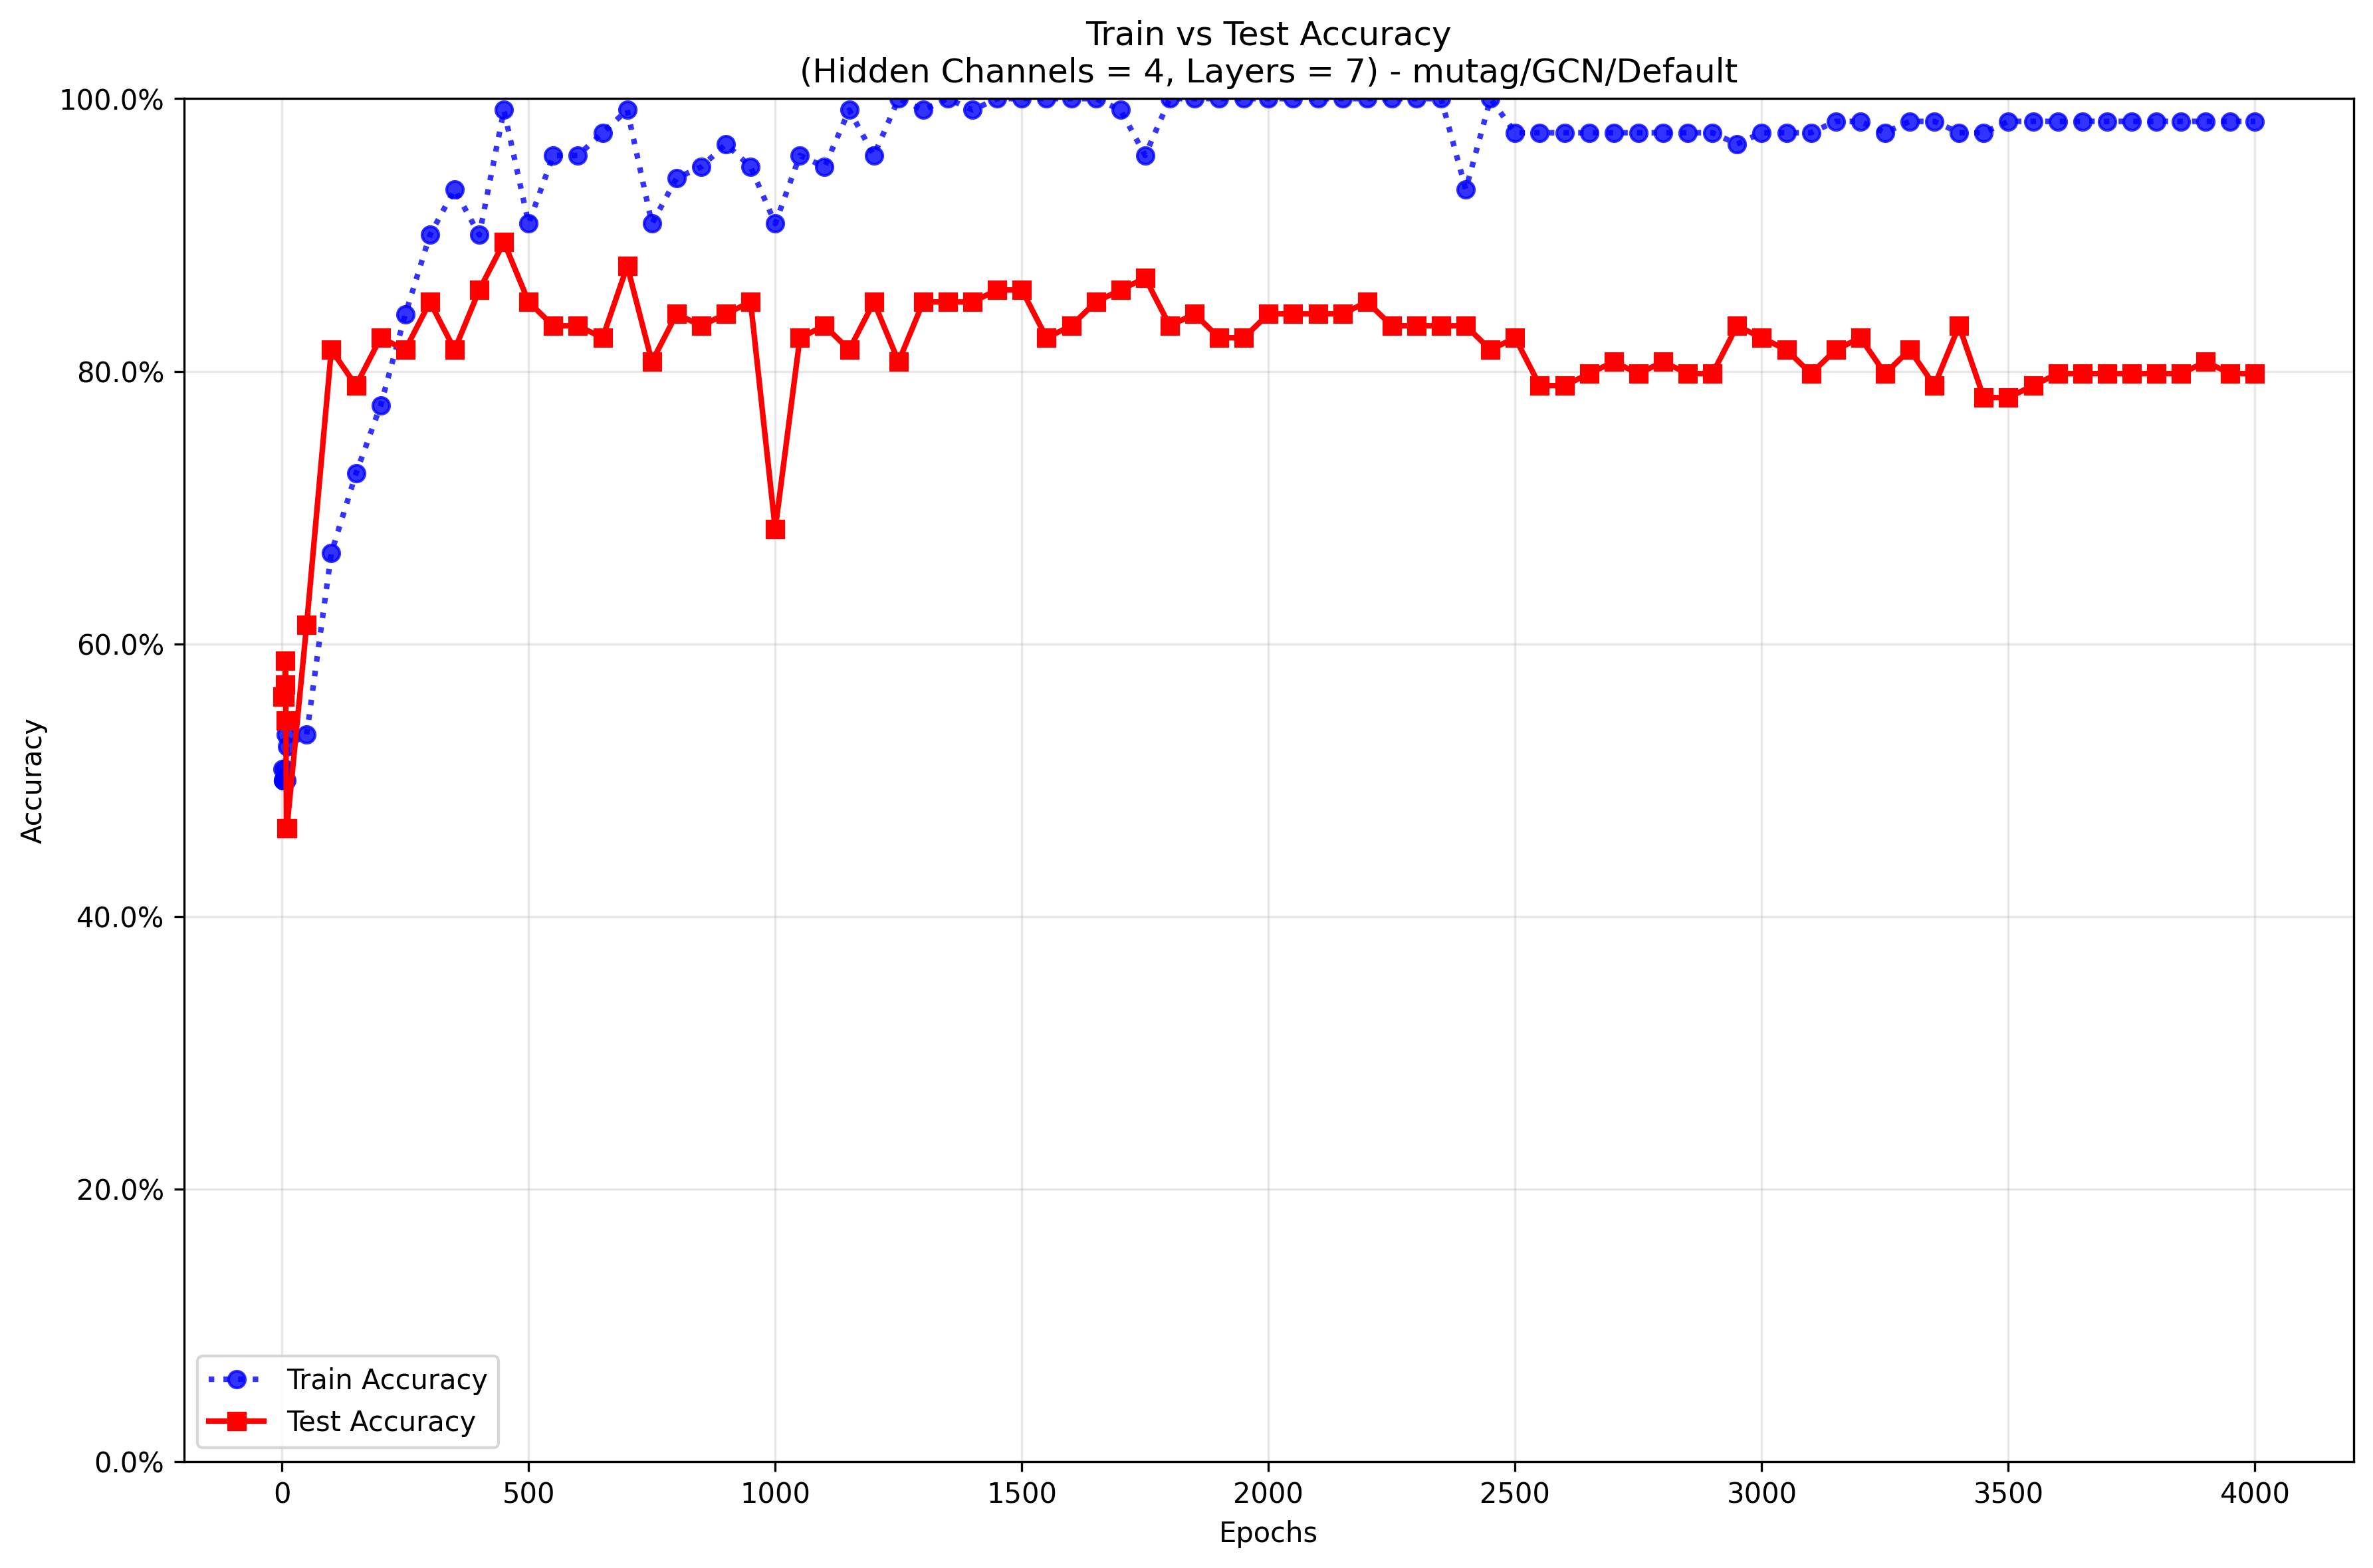 Train vs Test Accuracy
(Hidden Channels = 4, Layers = 7) - mutag/GCN/Default
100.0%
80.0%
60.0%
40.0%
20.0%
0.0%
Accuracy
Train Accuracy
Test Accuracy
0 500 1000 1500 2000 2500 3000 3500 4000
Epochs